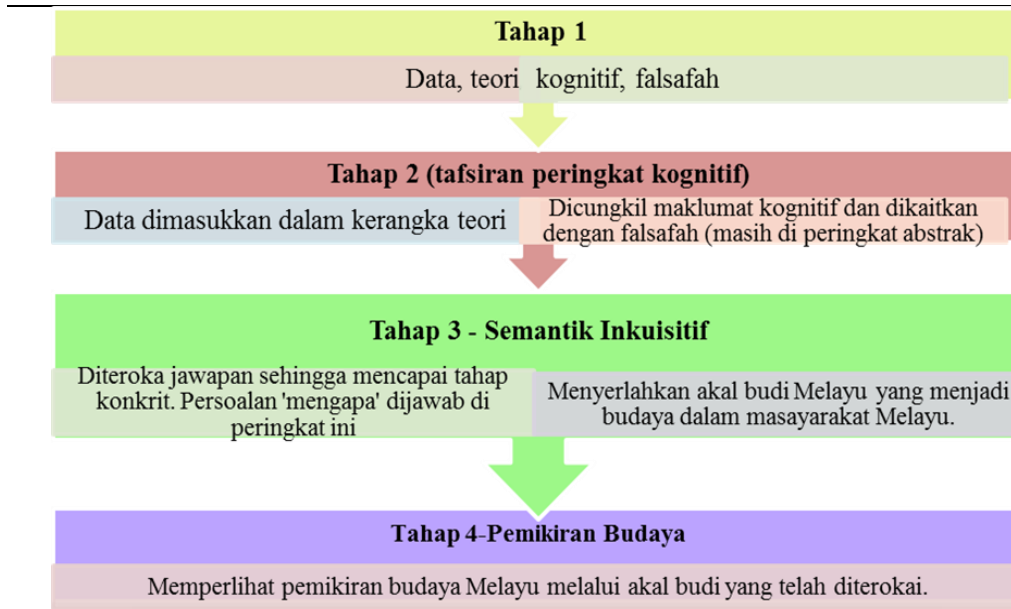 Tahap 1
Data, teori kognitif, falsafah
Tahap 2 (tafsiran peringkat kognitif)
Data dimasukkan dalam kerangka teori
Dicungkil maklumat kognitif dan dikaitkan
dengan falsafah (masih di peringkat abstrak)
Tahap 3 - Semantik Inkuisitif
Diteroka jawapan sehingga mencapai tahap
konkrit. Persoalan 'mengapa' dijawab di
peringkat ini
Menyerlahkan akal budi Melayu yang menjadi
budaya dalam masayarakat Melayu.
Tahap 4-Pemikiran Budaya
Memperlihat pemikiran budaya Melayu melalui akal budi yang telah diterokai.